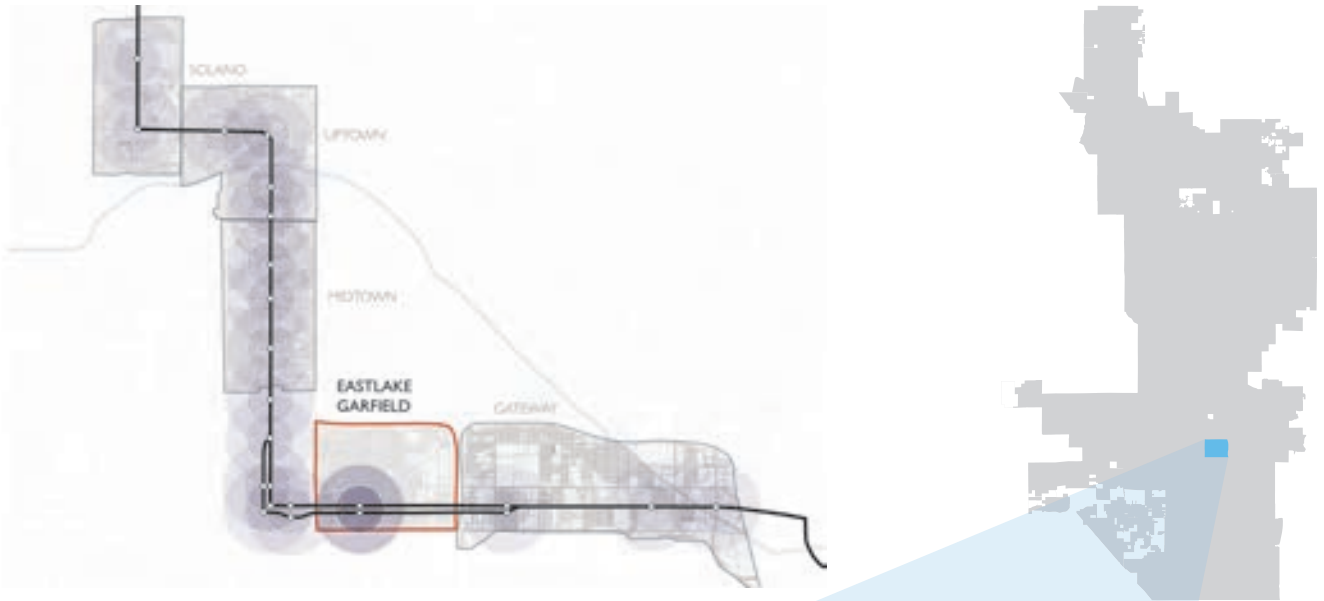 SOLANO
UPTOWN
MIDTOWN
EASTLAKE
GARFIELD
GATEWAY